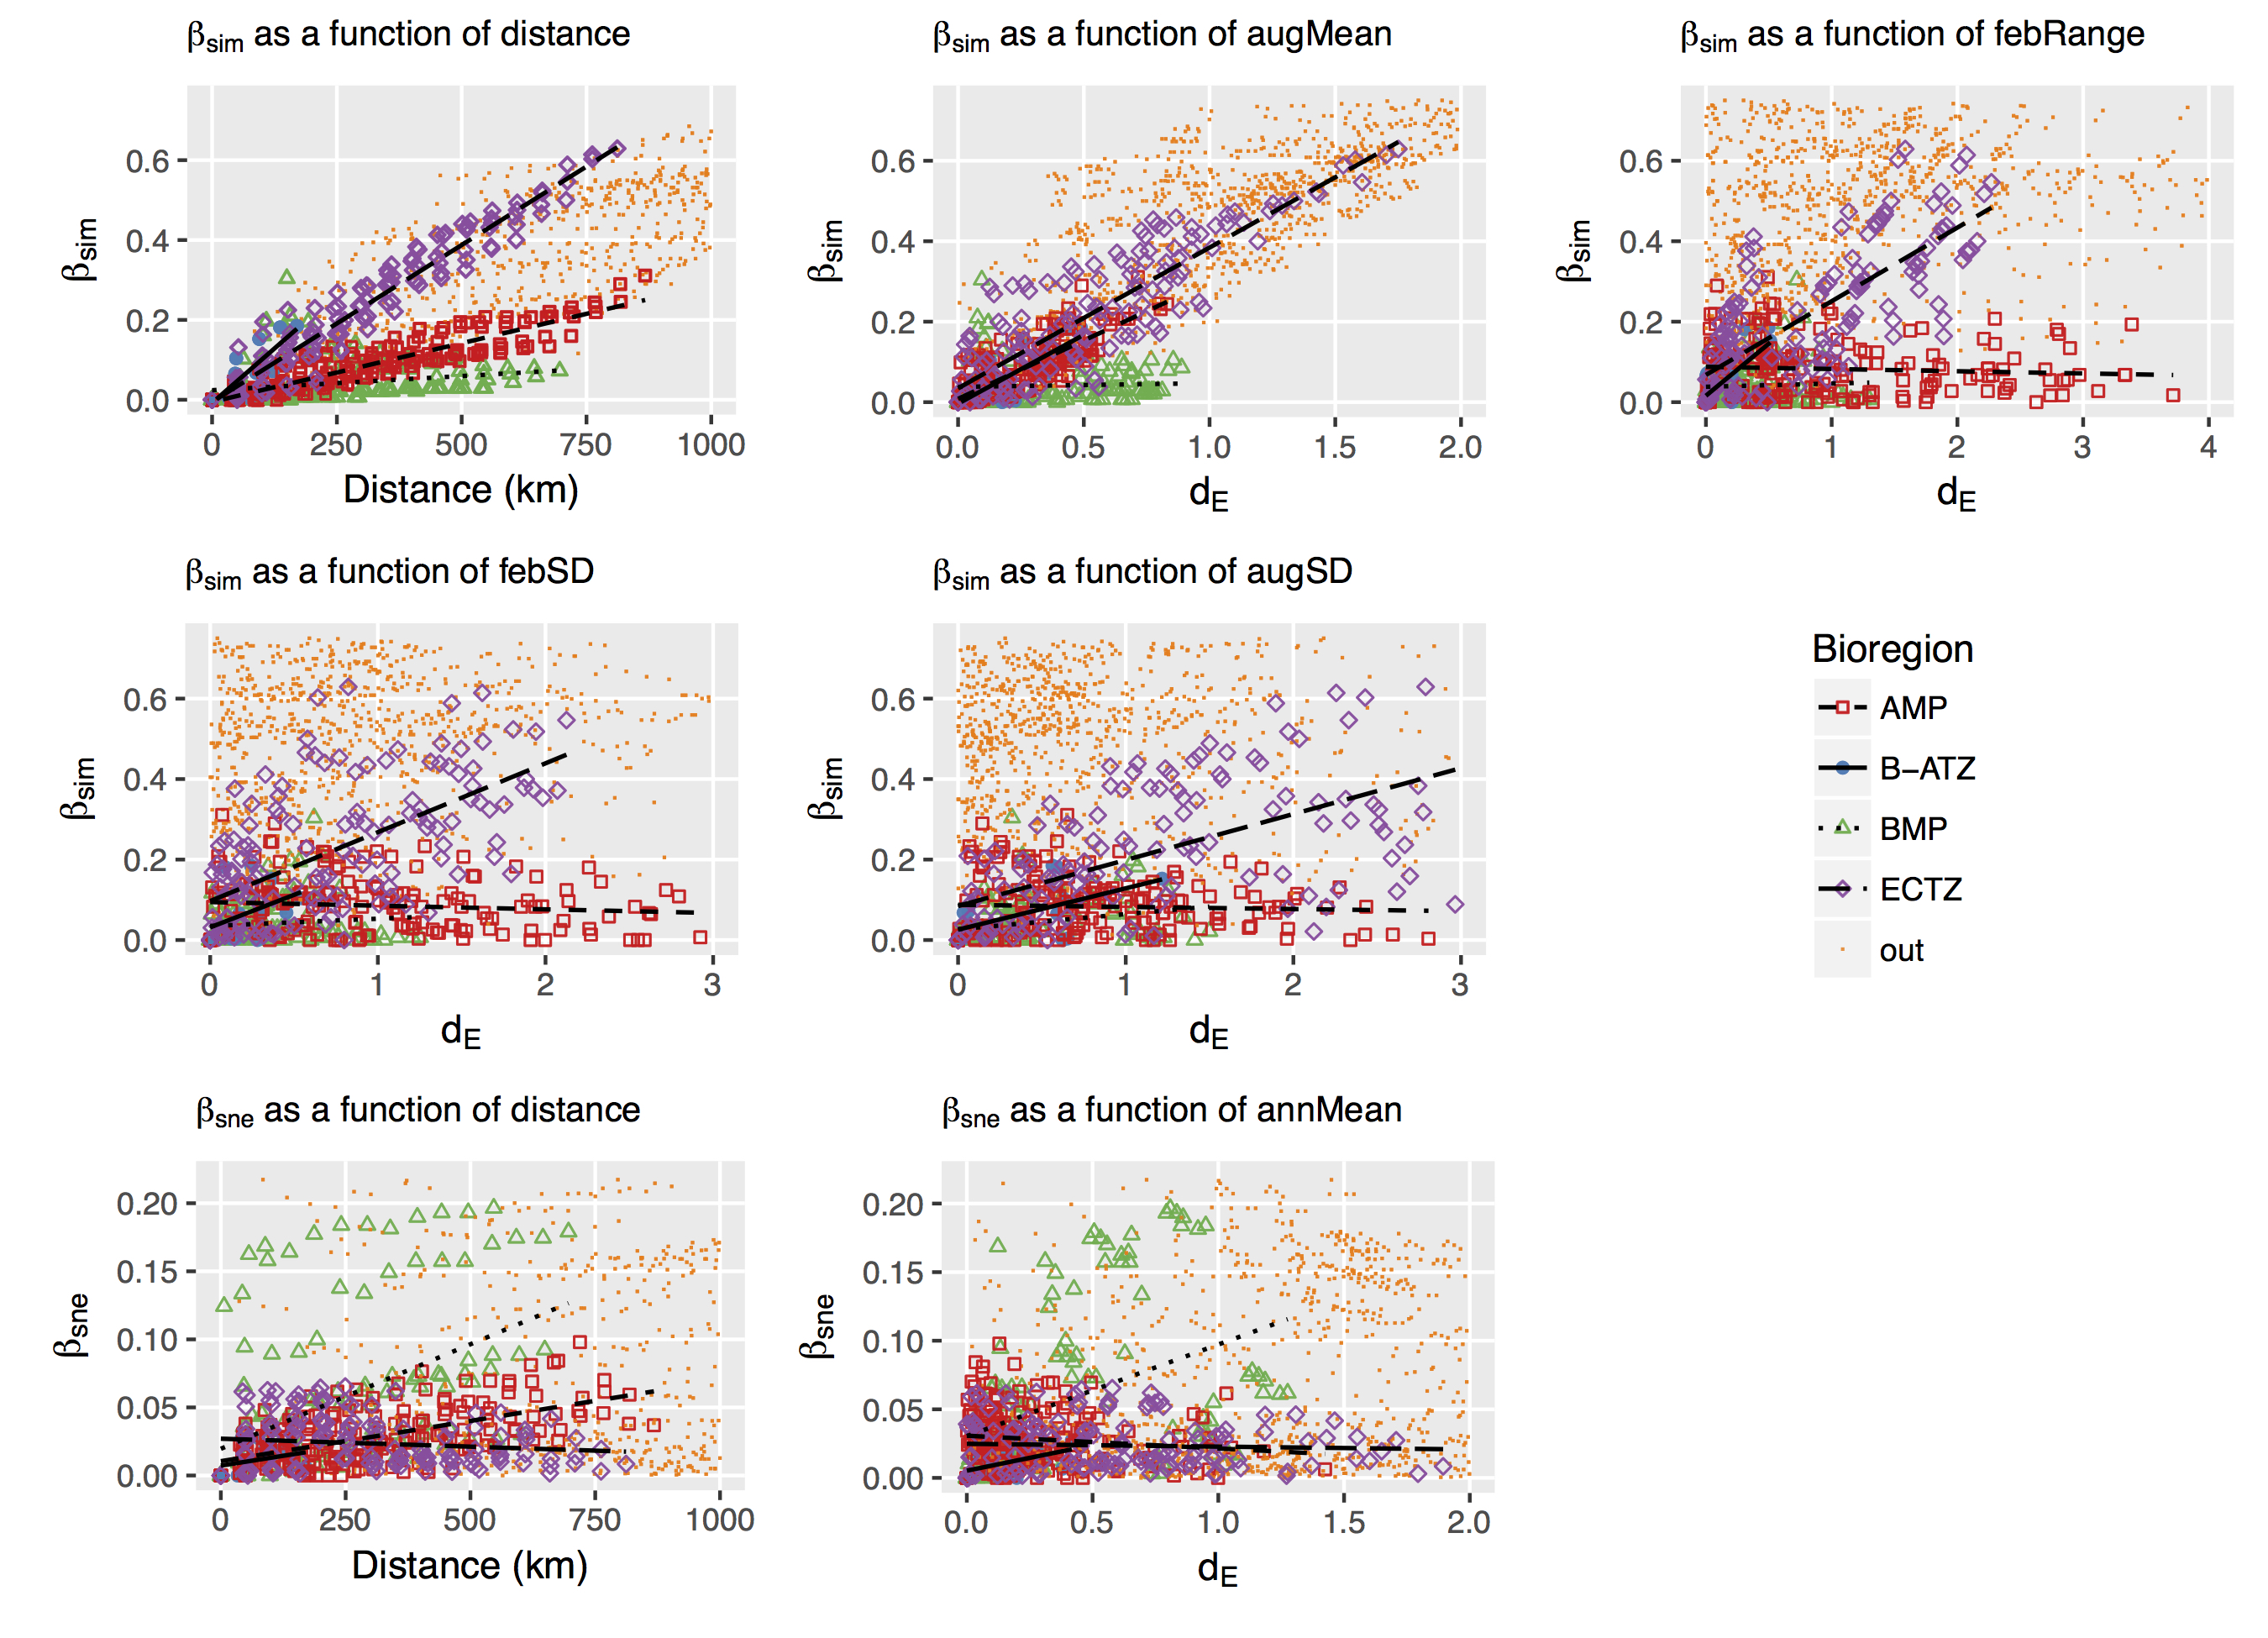 βsim as a function of distance
βsim as a function of augMean
βsim as a function of febRange
βsim
0.6
0.4
0.2
0.0
0 250 500 750 1000
Distance (km)
βsim
0.6
0.4
0.2
0.0
0.0 0.5 1.0 1.5 2.0
dE
βsim
0.6
0.4
0.2
0.0
0 1 2 3 4
dE
βsim as a function of febSD
βsim as a function of augSD
βsim
0.6
0.4
0.2
0.0
0 1 2 3
dE
βsim
0.6
0.4
0.2
0.0
0 1 2 3
dE
Bioregion
AMP
B−ATZ
BMP
ECTZ
out
βsne as a function of distance
βsne as a function of annMean
βsne
0.20
0.15
0.10
0.05
0.00
0 250 500 750 1000
Distance (km)
βsne
0.20
0.15
0.10
0.05
0.00
0.0 0.5 1.0 1.5 2.0
dE